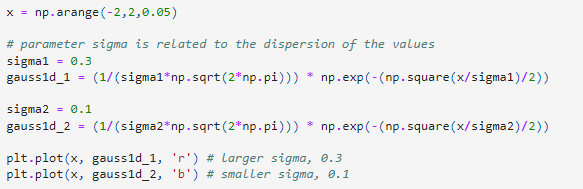 x = np.arange(-2,2,0.05)
# parameter sigma is related to the dispersion of the values
sigma1 = 0.3
gauss1d_1 = (1/(sigma1*np.sqrt(2*np.pi))) * np.exp(-(np.square(x/sigma1)/2))
sigma2 = 0.1
gauss1d_2 = (1/(sigma2*np.sqrt(2*np.pi))) * np.exp(-(np.square(x/sigma2)/2))
plt.plot(x, gauss1d_1, 'r') # larger sigma, 0.3
plt.plot(x, gauss1d_2, 'b') # smaller sigma, 0.1